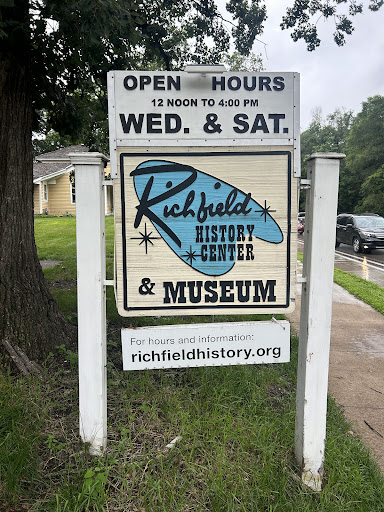 OPEN HOURS
12 NOON TO 4:00 PM
WED. & SAT.
Richfield
HISTORY
CENTER
& MUSEUM
For hours and information:
richfieldhistory.org